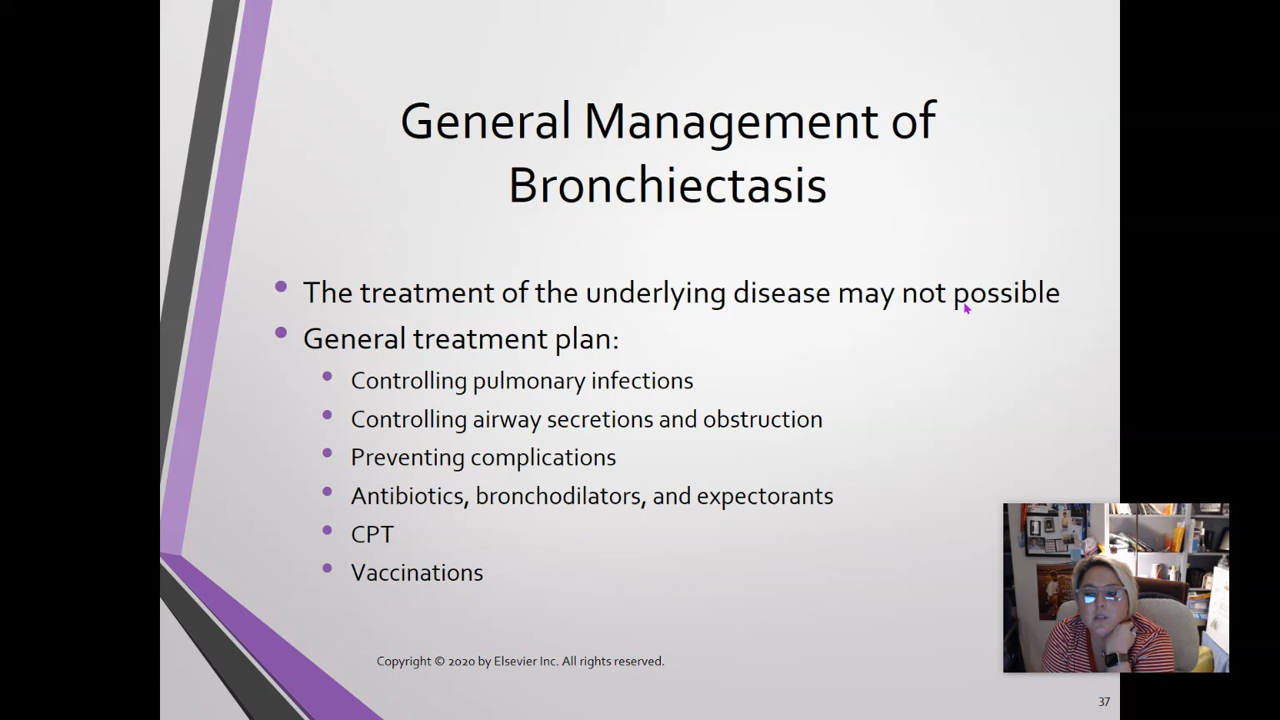 General Management of
Bronchiectasis
The treatment of the underlying disease may not possible
General treatment plan:
Controlling pulmonary infections
Controlling airway secretions and obstruction
Preventing complications
Antibiotics, bronchodilators, and expectorants
CPT
Vaccinations
Copyright © 2020 by Elsevier Inc. All rights reserved.
37